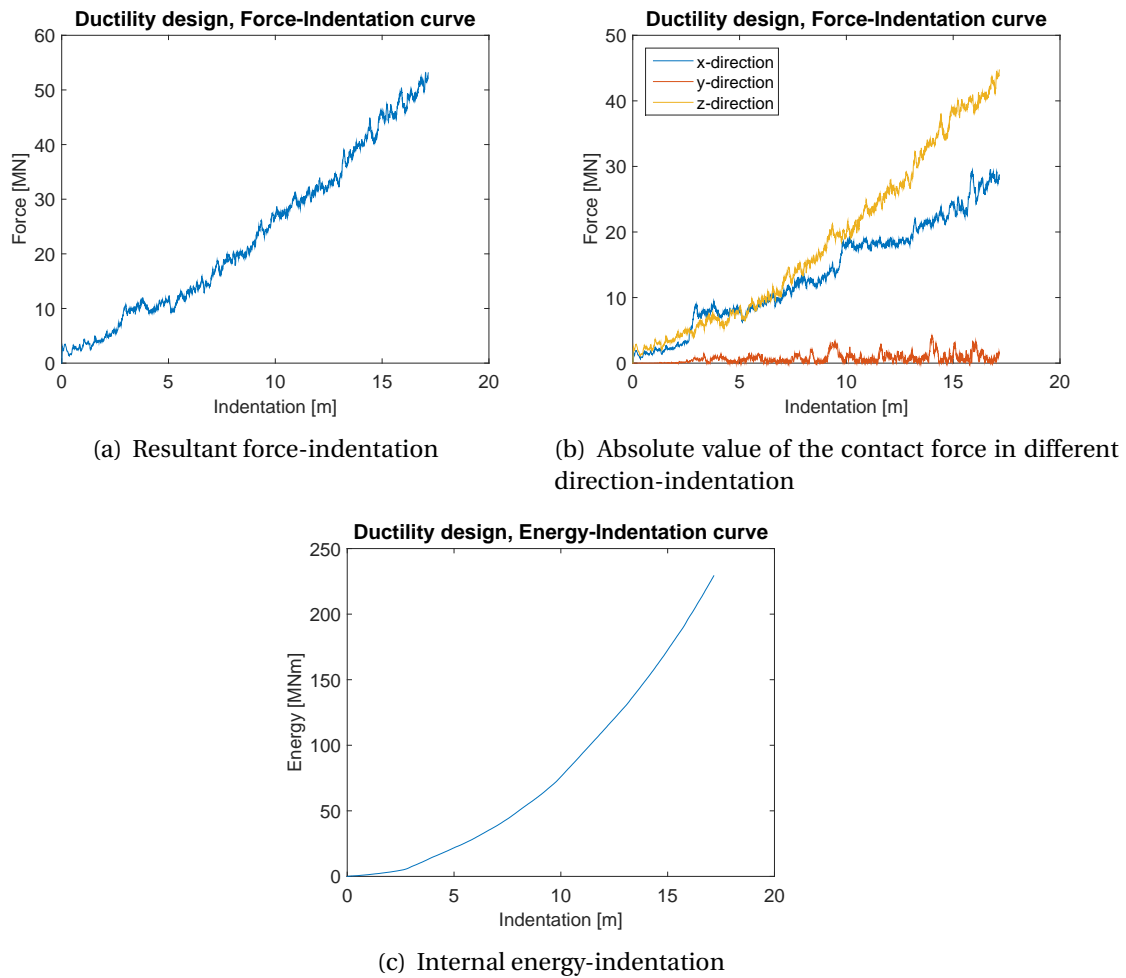 Ductility design, Force-Indentation curve
60
50
40
30
20
10
0
Force [MN]
0 5 10 15 20
Indentation [m]
(a) Resultant force-indentation
Ductility design, Force-Indentation curve
x-direction
y-direction
z-direction
50
40
30
20
10
0
Force [MN]
0 5 10 15 20
Indentation [m]
(b) Absolute value of the contact force in different
direction-indentation
Ductility design, Energy-Indentation curve
250
200
150
100
50
0
Energy [MNm]
0 5 10 15 20
Indentation [m]
(c) Internal energy-indentation